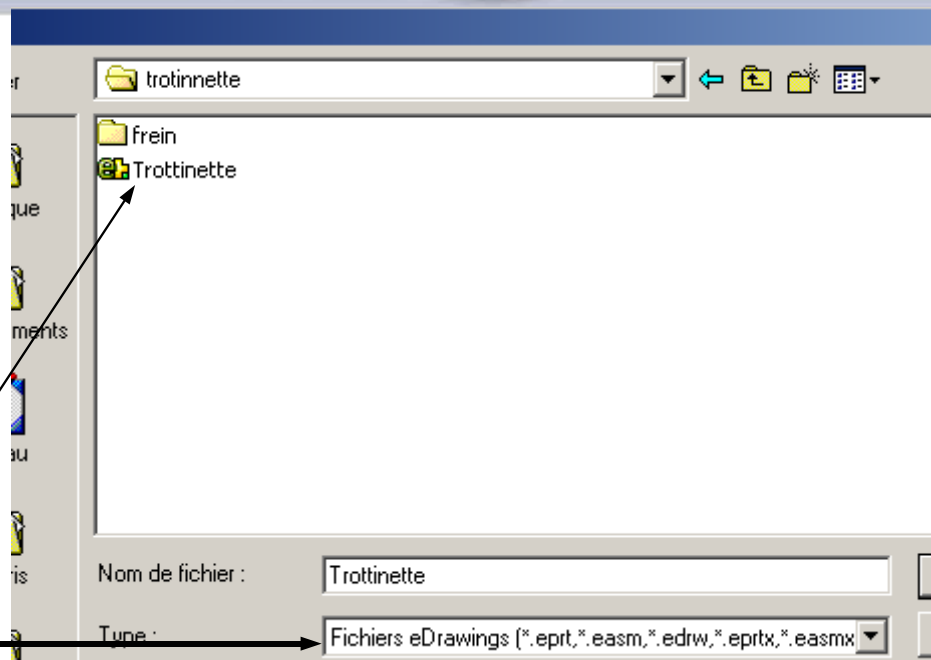 er
trotinnette
frein
Trottinette
que
ments
au
ris
Nom de fichier :
Trottinette
Type :
Fichiers eDrawings (*.eprt,*.easm,*.edrw,*.eprtx,*.easmx